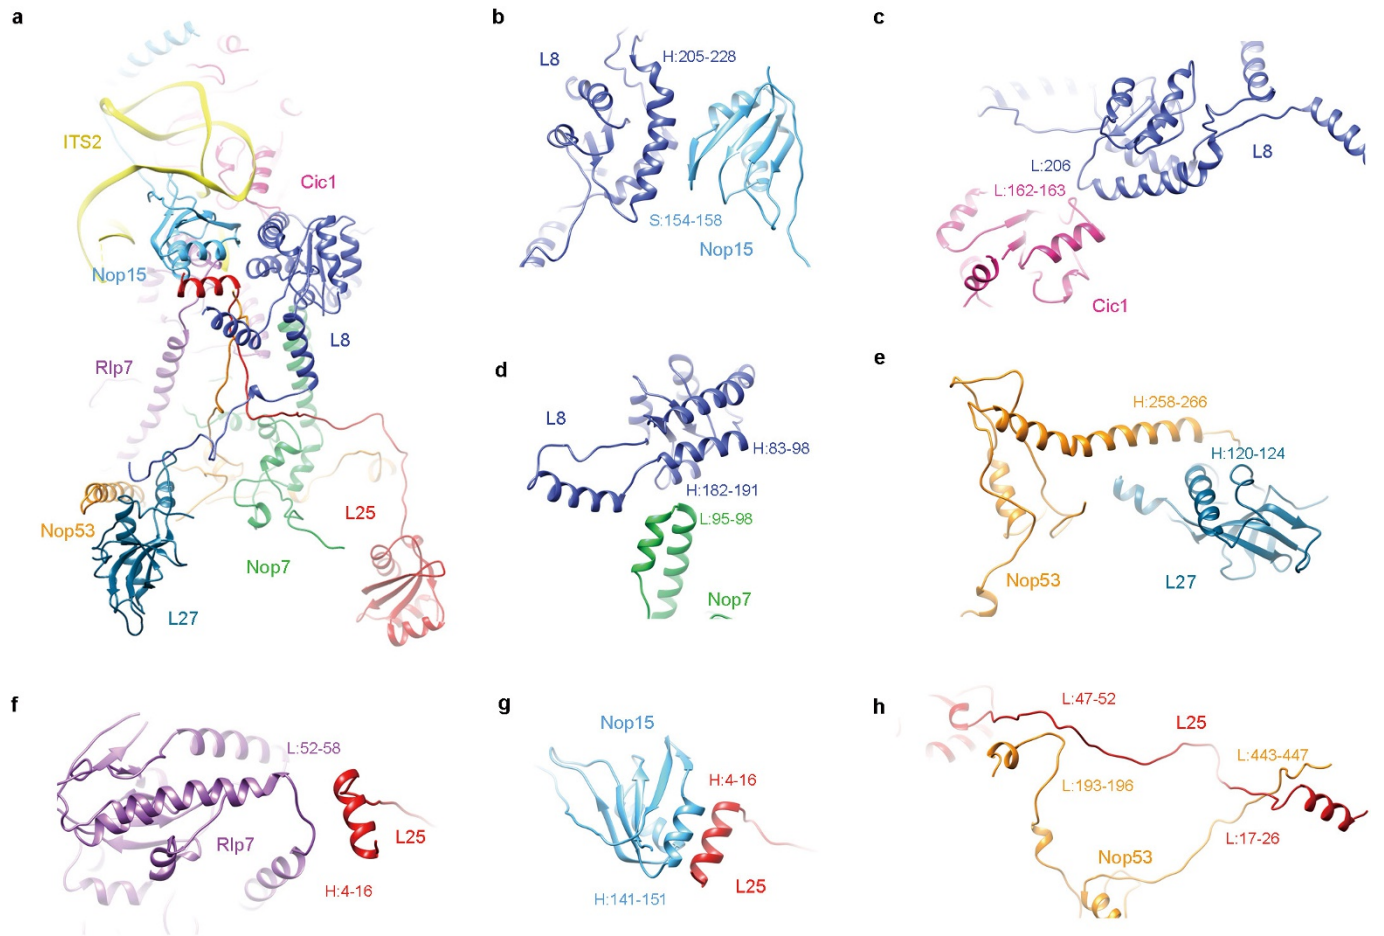 a
ITS2
Cic1
Nop15
L8
Rlp7
Nop53
L25
Nop7
L27
b
L8
H:205-228
S:154-158
Nop15
c
L:206
L8
L:162-163
Cic1
d
L8
H:83-98
H:182-191
L:95-98
Nop7
e
H:258-266
H:120-124
Nop53
L27
f
L:52-58
Rlp7
L25
H:4-16
g
Nop15
H:4-16
H:141-151
L25
h
L:47-52
L25
L:443-447
L:193-196
L:17-26
Nop53